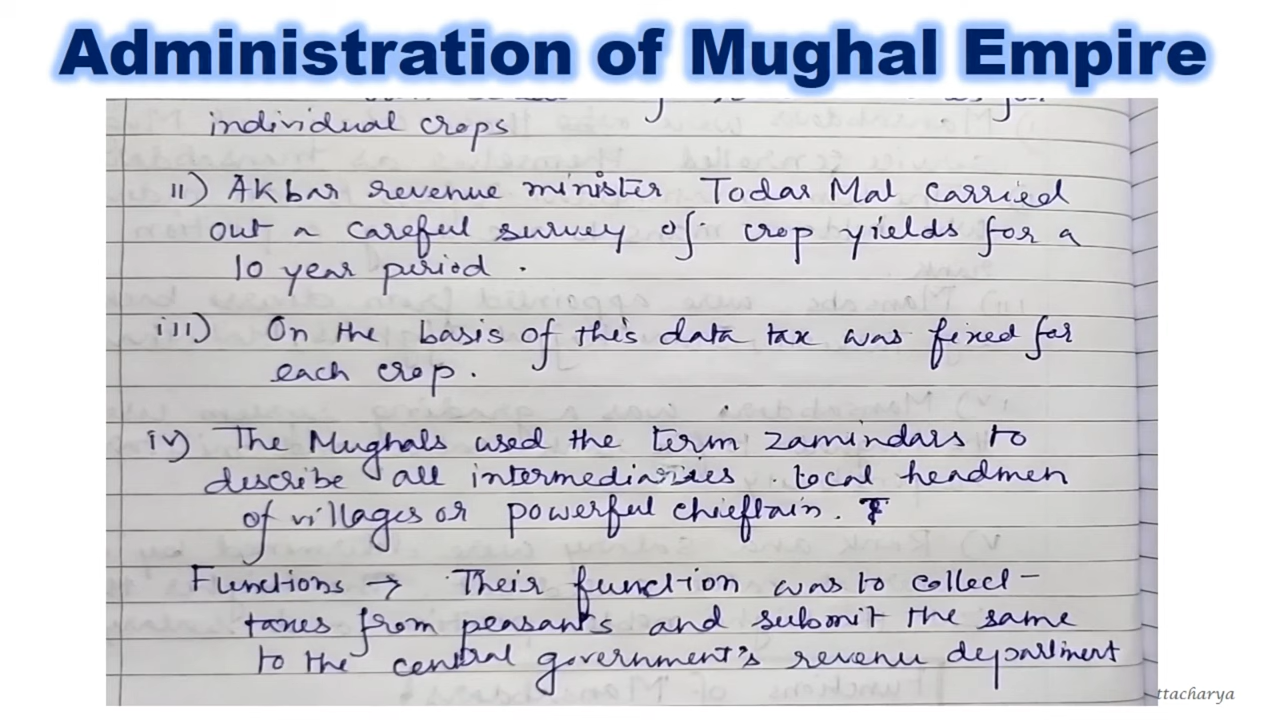 Administration of Mughal Empire
individual crops
ii) Akbar revenue minister Todar Mal carried
out a careful survey of crop yields for a
10 year period.
iii) On the basis of this data tax was fixed for
each crop.
iv) The Mughals used the term zamindars to
describe all intermediaries. local headmen
of villages or powerful chieftain.
Functions → Their function was to collect
taxes from peasants and submit the same
to the central government's revenu department
ttacharya